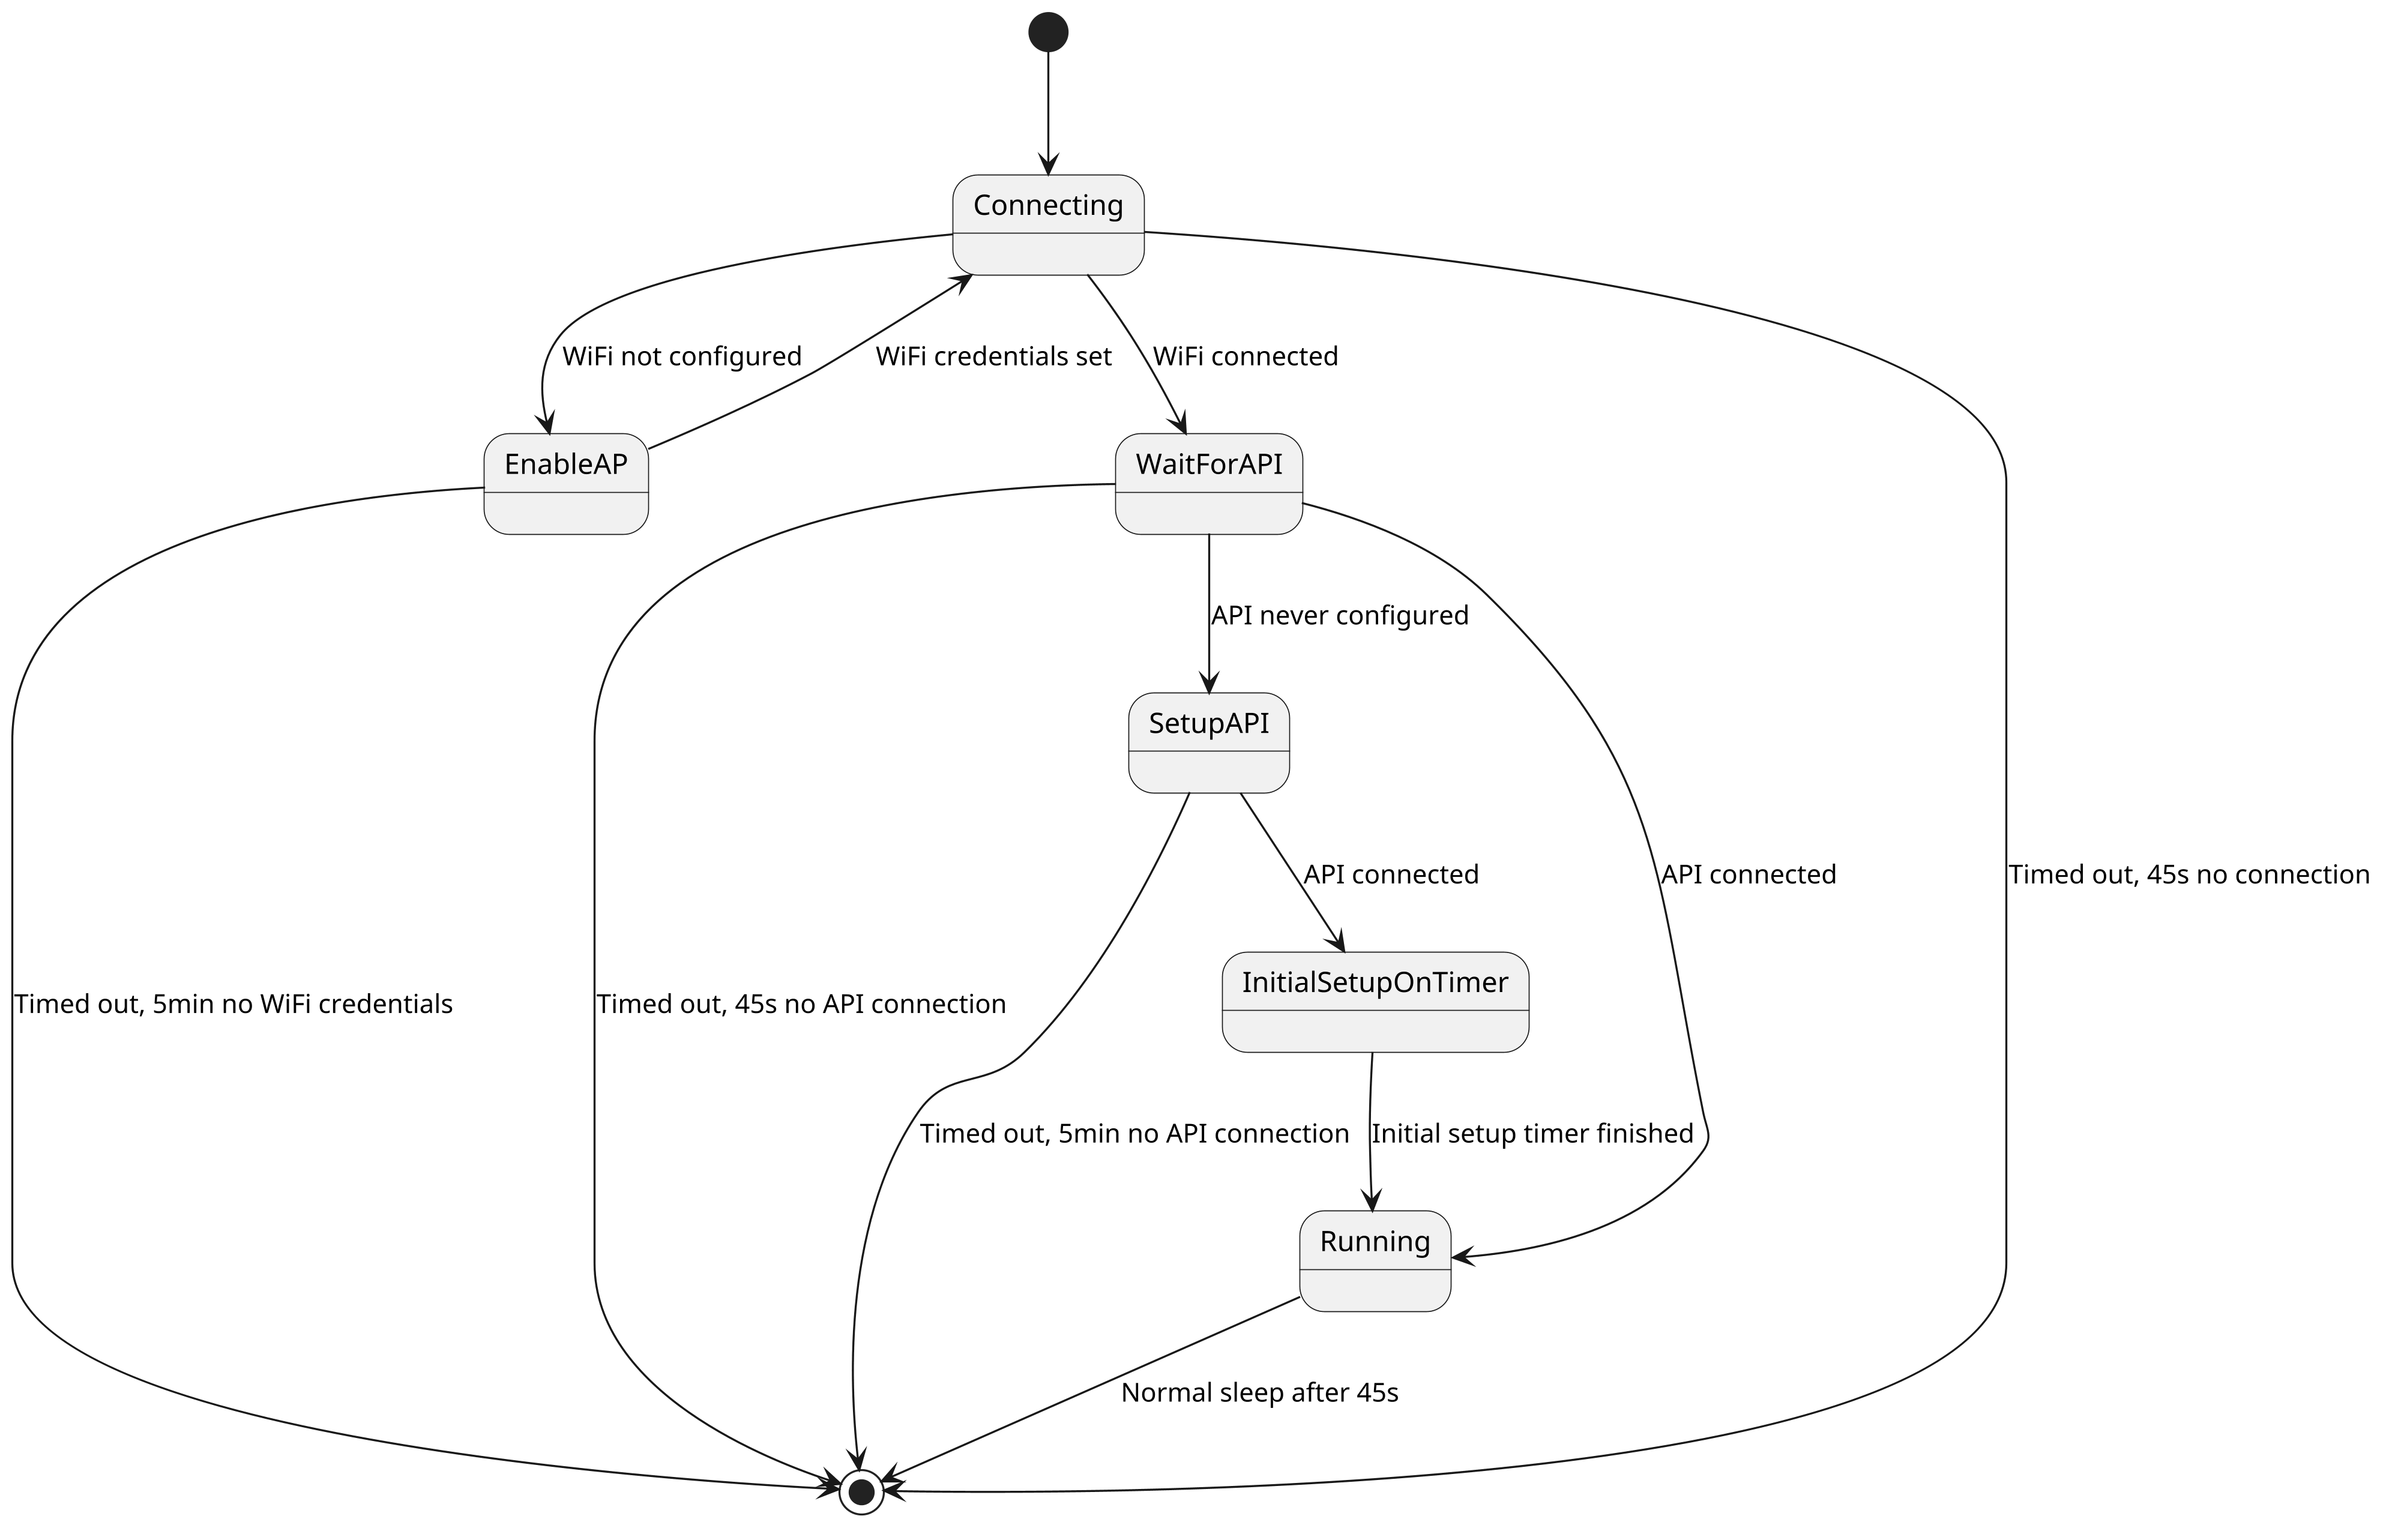 Connecting
WiFi not configured
WiFi credentials set
WiFi connected
EnableAP
WaitForAPI
API never configured
SetupAPI
API connected
API connected
Timed out, 45s no connection
InitialSetupOnTimer
Timed out, 5min no WiFi credentials
Timed out, 45s no API connection
Timed out, 5min no API connection
Initial setup timer finished
Running
Normal sleep after 45s